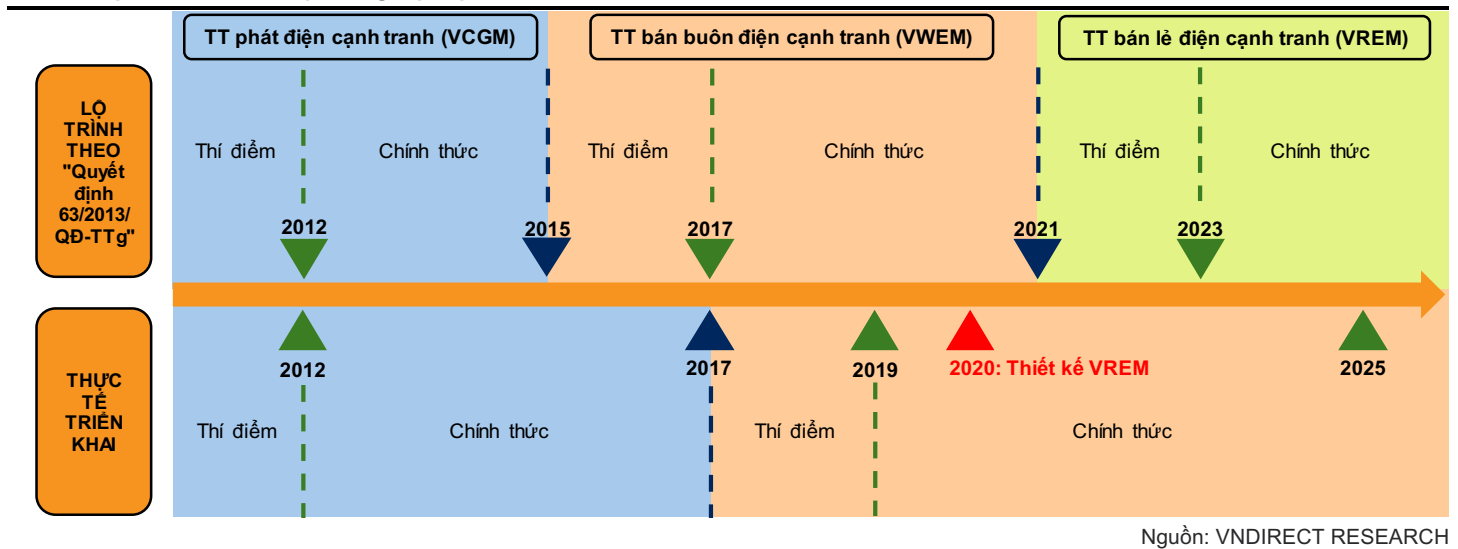 TT phát điện cạnh tranh (VCGM)
TT bán buôn điện cạnh tranh (VWEM)
TT bán lẻ điện cạnh tranh (VREM)
LỘ
TRÌNH
THEO
"Quyết
định
63/2013/
QĐ-TTg"
Thí điểm
Chính thức
Thí điểm
Chính thức
Thí điểm
Chính thức
2012
2015
2017
2021
2023
THỰC
TẾ
TRIỂN
KHAI
2012
2017
2019
2020: Thiết kế VREM
2025
Thí điểm
Chính thức
Thí điểm
Chính thức
Nguồn: VNDIRECT RESEARCH